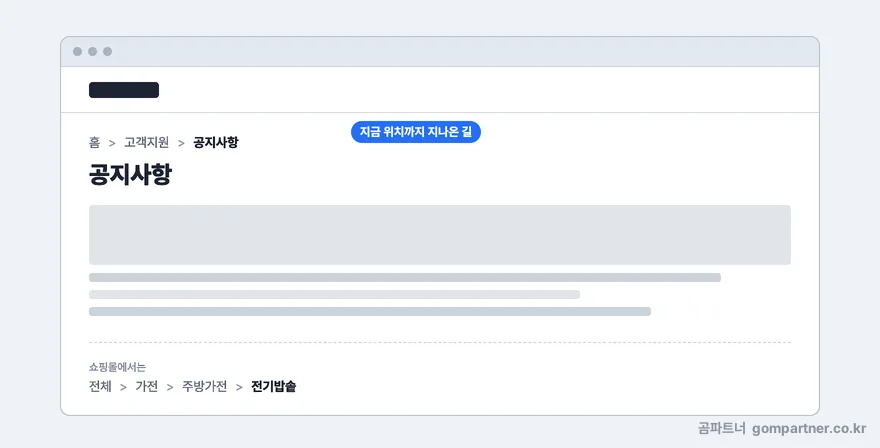 지금 위치까지 지나온 길
홈 > 고객지원 > 공지사항
공지사항
쇼핑몰에서는
전체 > 가전 > 주방가전 > 전기밥솥
곰파트너 gompartner.co.kr